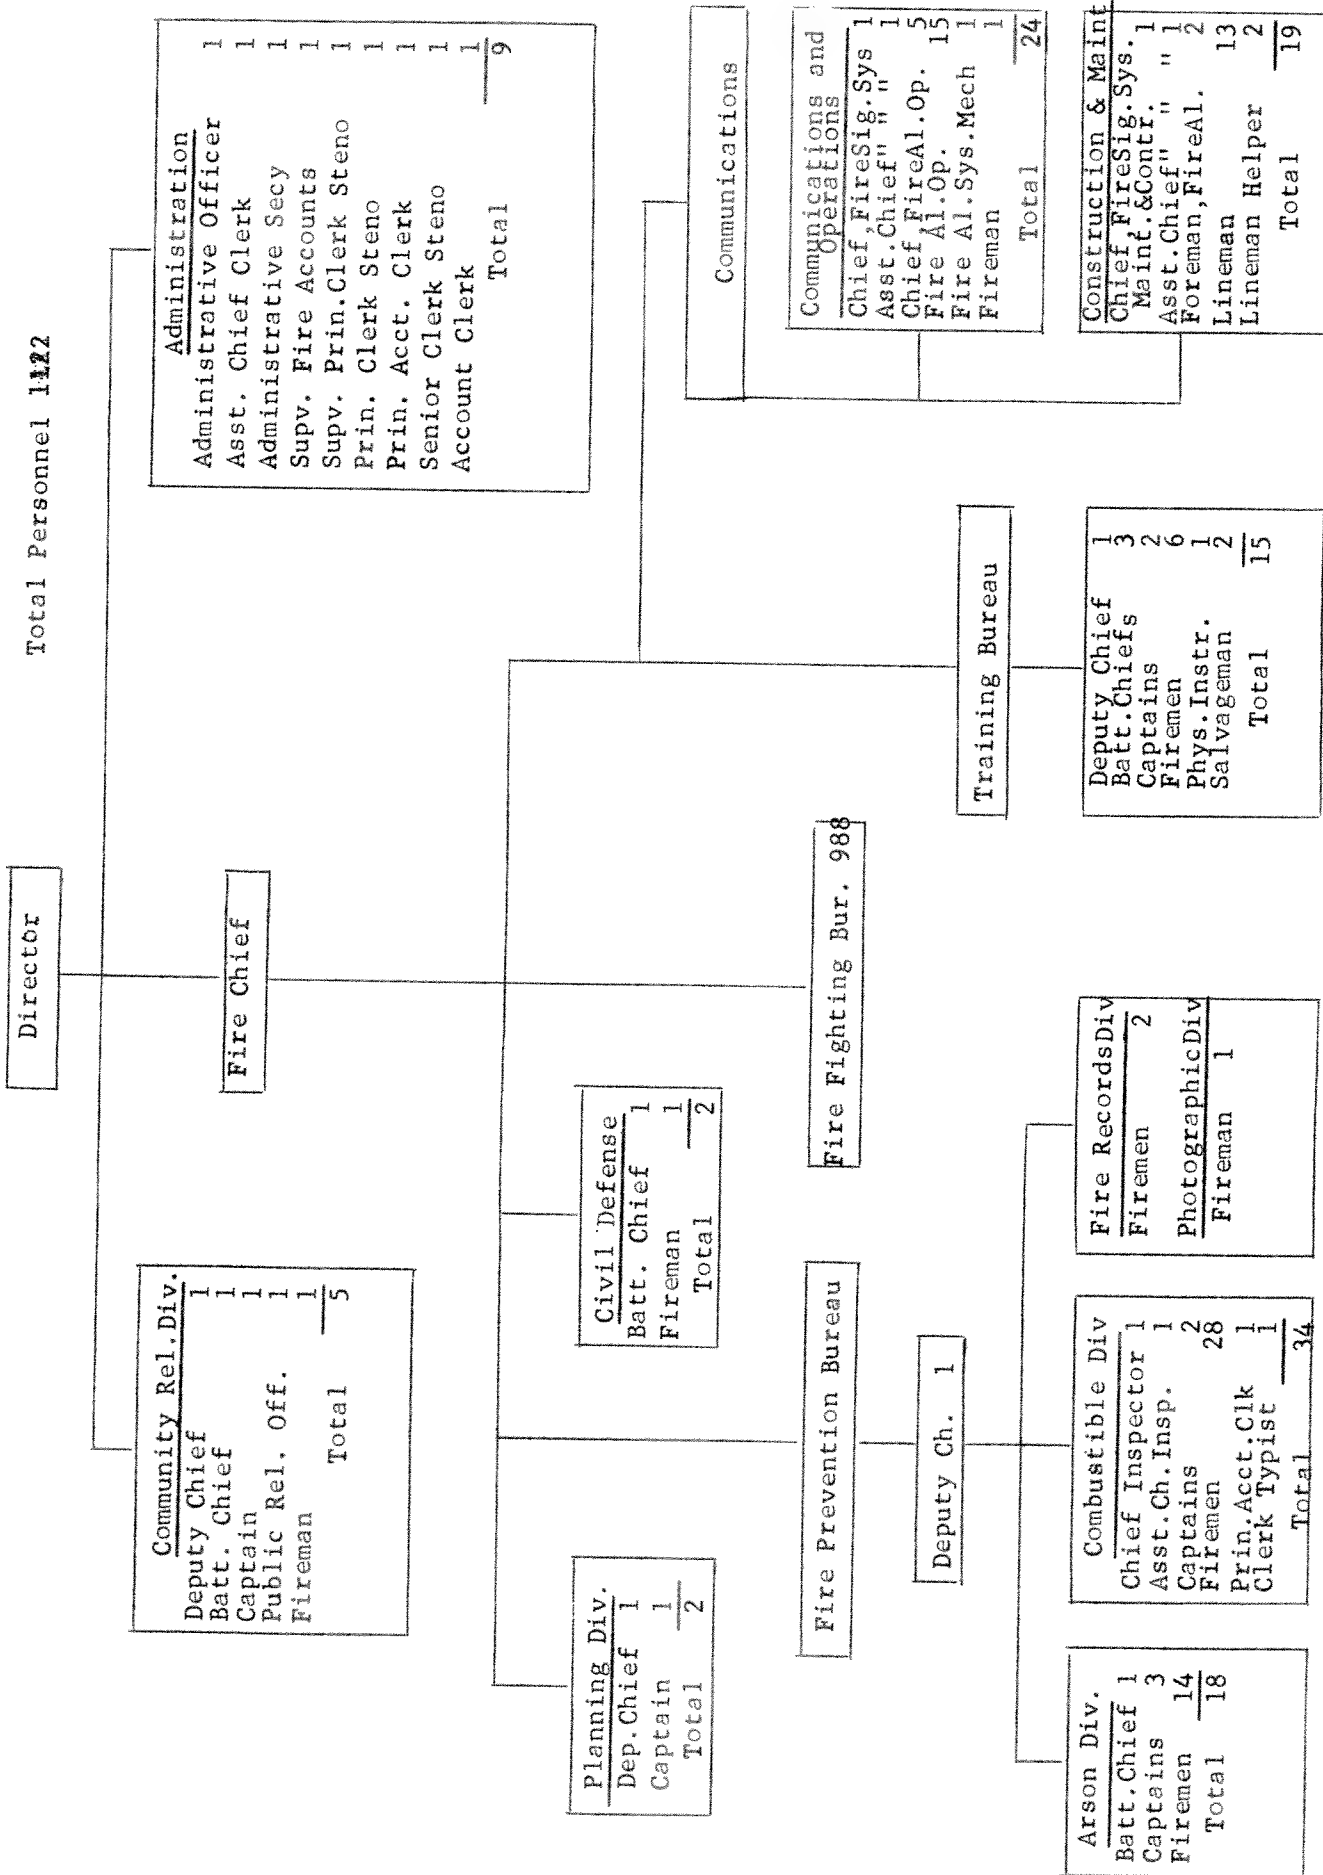 Total Personnel 1122
Director
Fire Chief
Community Rel.Div.
Deputy Chief 1
Batt. Chief 1
Captain 1
Public Rel. Off. 1
Fireman 1
Total 5
Administration
Administrative Officer 1
Asst. Chief Clerk 1
Administrative Secy 1
Supv. Fire Accounts 1
Supv. Prin.Clerk Steno 1
Prin. Clerk Steno 1
Prin. Acct. Clerk 1
Senior Clerk Steno 1
Account Clerk 1
Total 9
Planning Div.
Dep.Chief 1
Captain 1
Total 2
Civil Defense
Batt. Chief 1
Fireman 1
Total 2
Communications
Fire Prevention Bureau
Fire Fighting Bur. 988
Training Bureau
Communications and
Operations
Chief,FireSig.Sys 1
Asst.Chief" " " 1
Chief,FireAl.Op. 5
Fire Al.Op. 15
Fire Al.Sys.Mech 1
Fireman 1
Total 24
Deputy Ch. 1
Arson Div.
Batt.Chief 1
Captains 3
Firemen 14
Total 18
Combustible Div
Chief Inspector 1
Asst.Ch.Insp. 1
Captains 2
Firemen 28
Prin.Acct.Clk 1
Clerk Typist 1
Total 34
Fire RecordsDiv
Firemen 2
PhotographicDiv
Fireman 1
Deputy Chief 1
Batt.Chiefs 3
Captains 2
Firemen 6
Phys.Instr. 1
Salvageman 2
Total 15
Construction & Maint
Chief,FireSig.Sys.
Maint.&Contr. 1
Asst.Chief" " " 1
Foreman,FireAl. 2
Lineman 13
Lineman Helper 2
Total 19